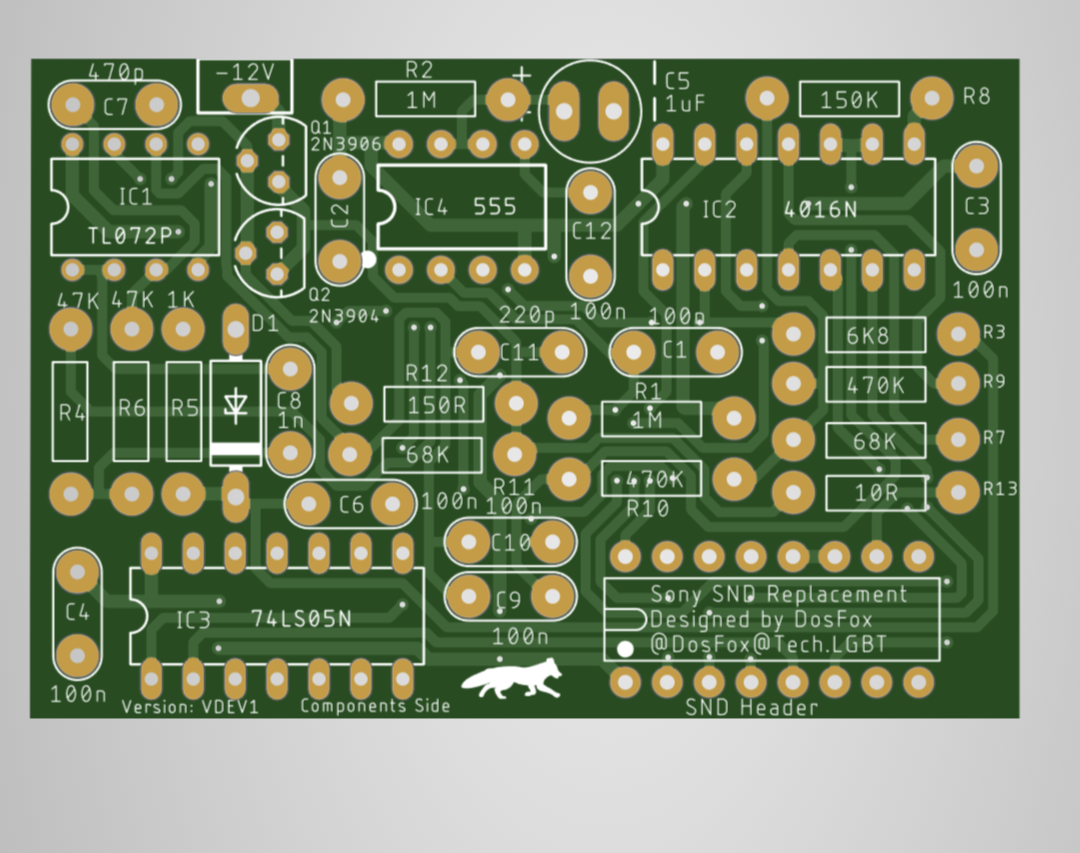 470p
C7
-12V
R2
1M
+
-
C5
1uF
150K
R8
Q1
2N3906
IC1
TL072P
C2
IC4 555
C12
IC2
4016N
C3
47K
47K
1K
Q2
2N3904
D1
220p
100n
100p
100n
C11
C1
6K8
R3
R12
150R
R1
1M
470K
R9
R4
R6
R5
C8
1n
68K
R11
68K
R7
470K
R10
10R
R13
C6
100n
100n
C10
C4
IC3
74LS05N
C9
100n
Sony SND Replacement
Designed by DosFox
@DosFox@Tech.LGBT
100n
Version: VDEV1
Components Side
SND Header